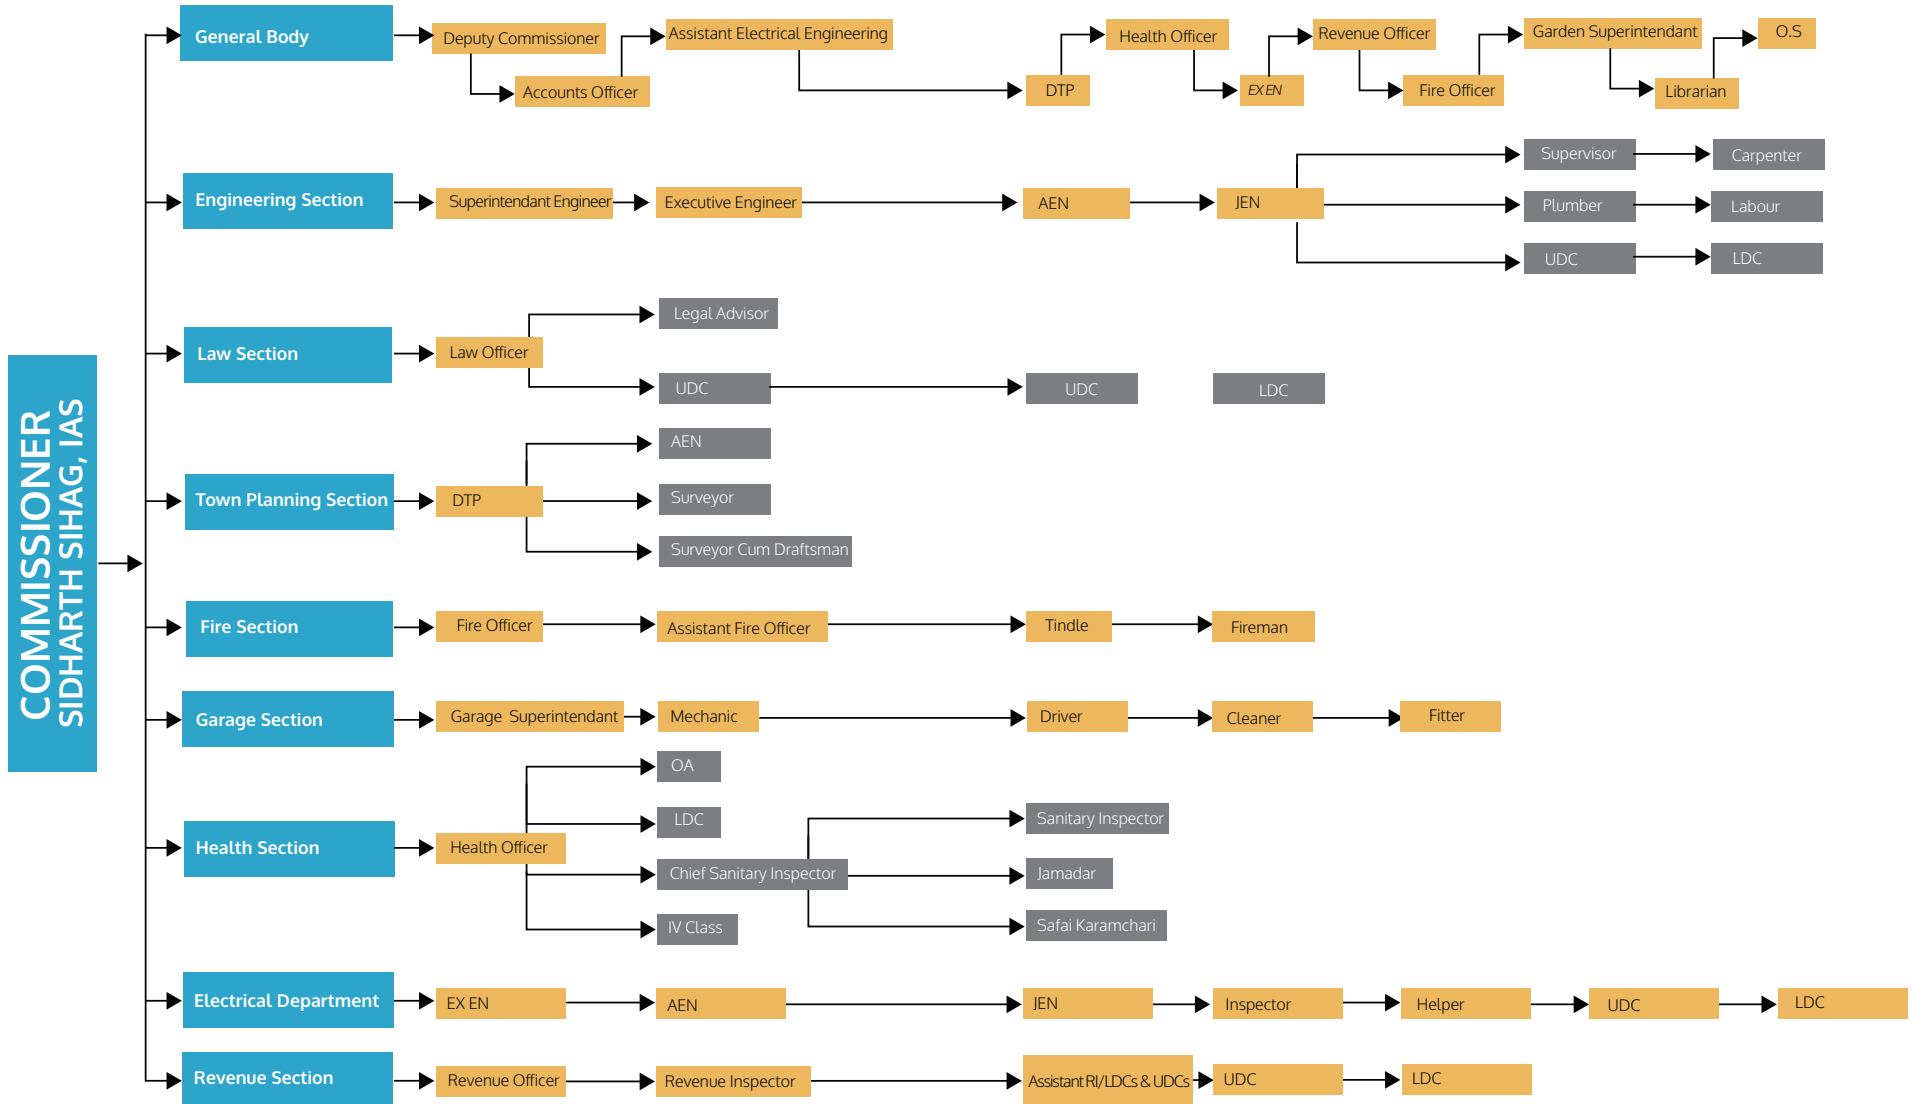 COMMISSIONER
SIDHARTH SIHAG, IAS
General Body
Deputy Commissioner
Accounts Officer
Assistant Electrical Engineering
DTP
Health Officer
EX EN
Revenue Officer
Fire Officer
Garden Superintendant
Librarian
O.S
Engineering Section
Superintendant Engineer
Executive Engineer
AEN
JEN
Supervisor
Carpenter
Plumber
Labour
UDC
LDC
Law Section
Law Officer
Legal Advisor
UDC
UDC
LDC
Town Planning Section
DTP
AEN
Surveyor
Surveyor Cum Draftsman
Fire Section
Fire Officer
Assistant Fire Officer
Tindle
Fireman
Garage Section
Garage Superintendant
Mechanic
Driver
Cleaner
Fitter
Health Section
Health Officer
OA
LDC
Chief Sanitary Inspector
IV Class
Sanitary Inspector
Jamadar
Safai Karamchari
Electrical Department
EX EN
AEN
JEN
Inspector
Helper
UDC
LDC
Revenue Section
Revenue Officer
Revenue Inspector
Assistant RI/LDCs & UDCs
UDC
LDC